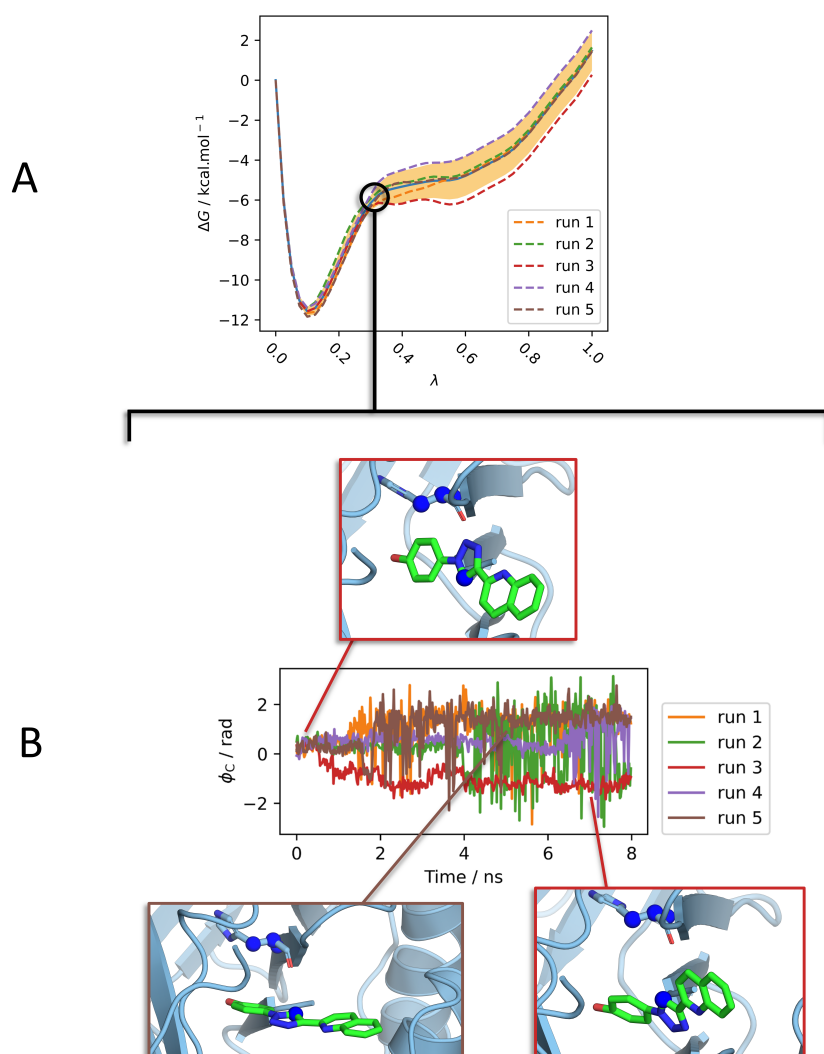 A
ΔG / kcal.mol⁻¹
2
0
−2
−4
−6
−8
−10
−12
0.0
0.2
0.4
0.6
0.8
1.0
λ
run 1
run 2
run 3
run 4
run 5
B
ϕC / rad
2
0
−2
0
2
4
6
8
Time / ns
run 1
run 2
run 3
run 4
run 5